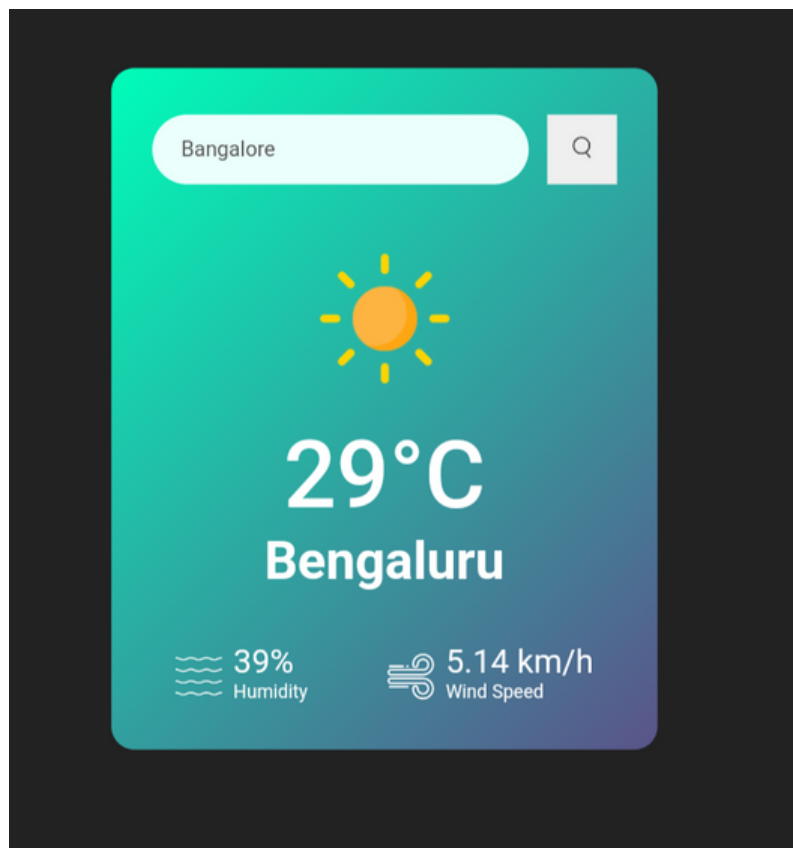 Bangalore
29°C
Bengaluru
39%
Humidity
5.14 km/h
Wind Speed